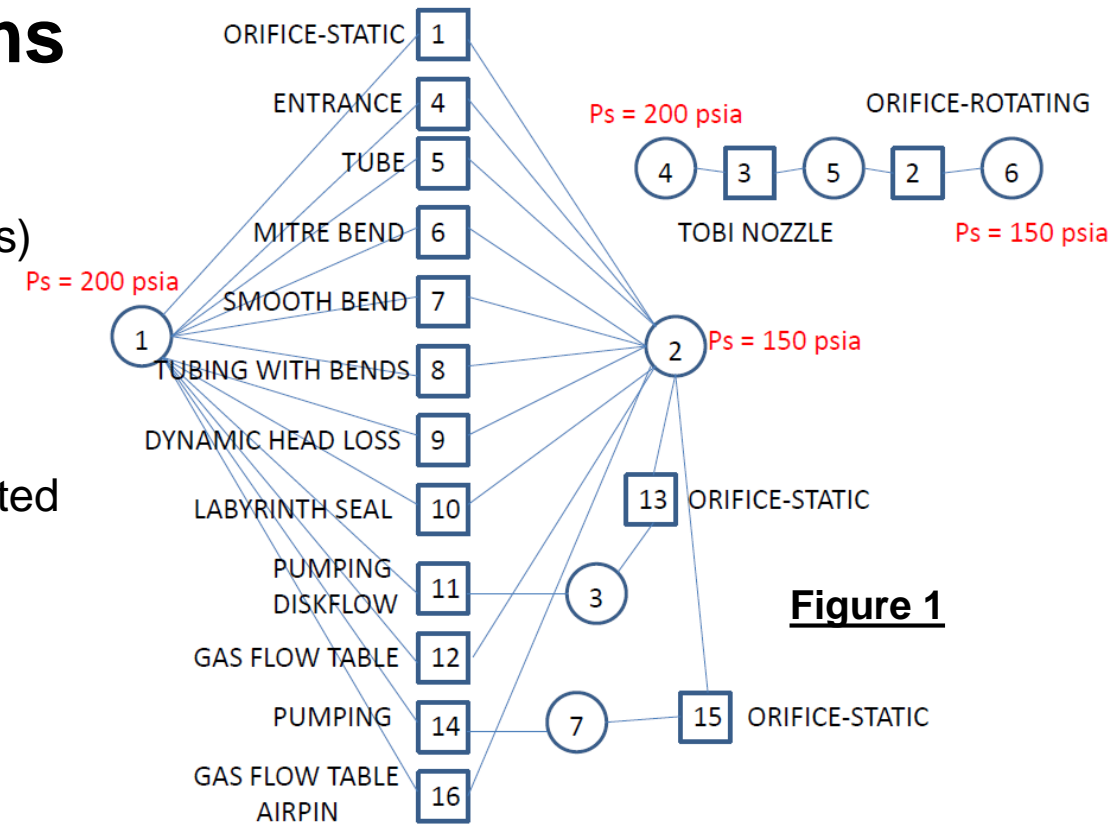 ns
ORIFICE-STATIC 1
ENTRANCE 4
Ps = 200 psia
ORIFICE-ROTATING
TUBE 5
4 3 5 2 6
s)
MITRE BEND 6
TOBI NOZZLE
Ps = 150 psia
Ps = 200 psia
SMOOTH BEND 7
1
2 Ps = 150 psia
TUBING WITH BENDS 8
DYNAMIC HEAD LOSS 9
ted
LABYRINTH SEAL 10
13 ORIFICE-STATIC
PUMPING
DISKFLOW
11
3
Figure 1
GAS FLOW TABLE 12
PUMPING 14
7
15 ORIFICE-STATIC
GAS FLOW TABLE
AIRPIN
16